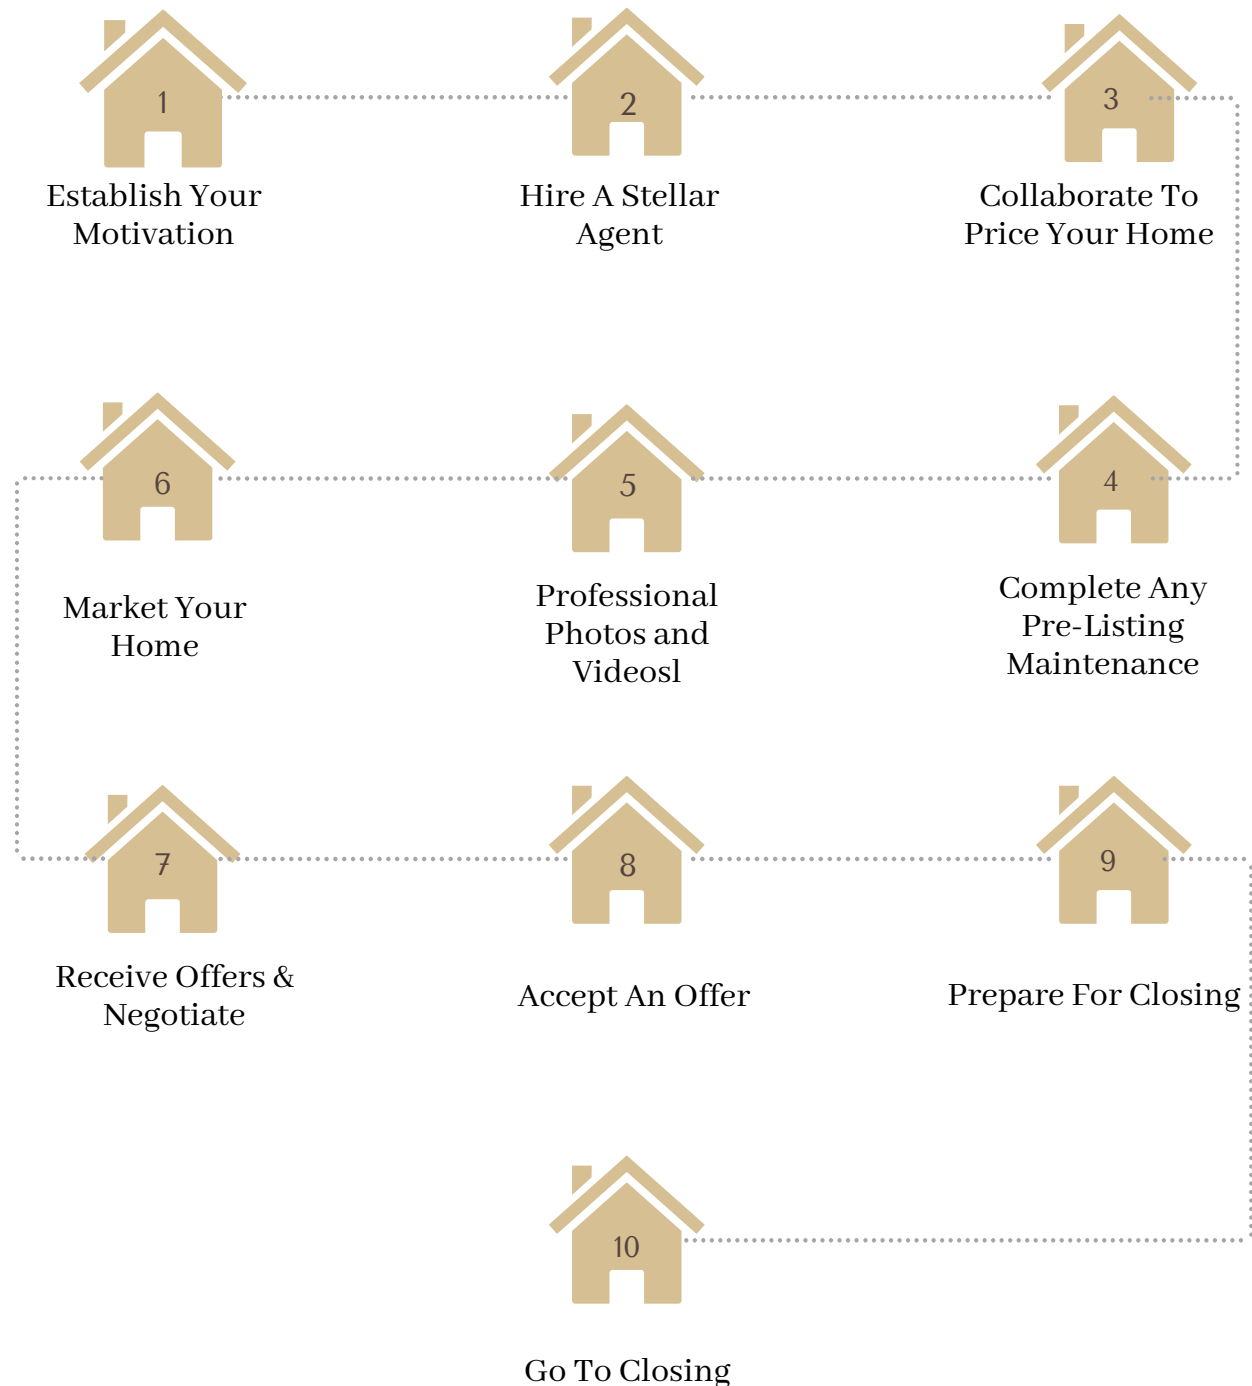 1
Establish Your
Motivation
2
Hire A Stellar
Agent
3
Collaborate To
Price Your Home
4
Complete Any
Pre-Listing
Maintenance
5
Professional
Photos and
Videosl
6
Market Your
Home
7
Receive Offers &
Negotiate
8
Accept An Offer
9
Prepare For Closing
10
Go To Closing